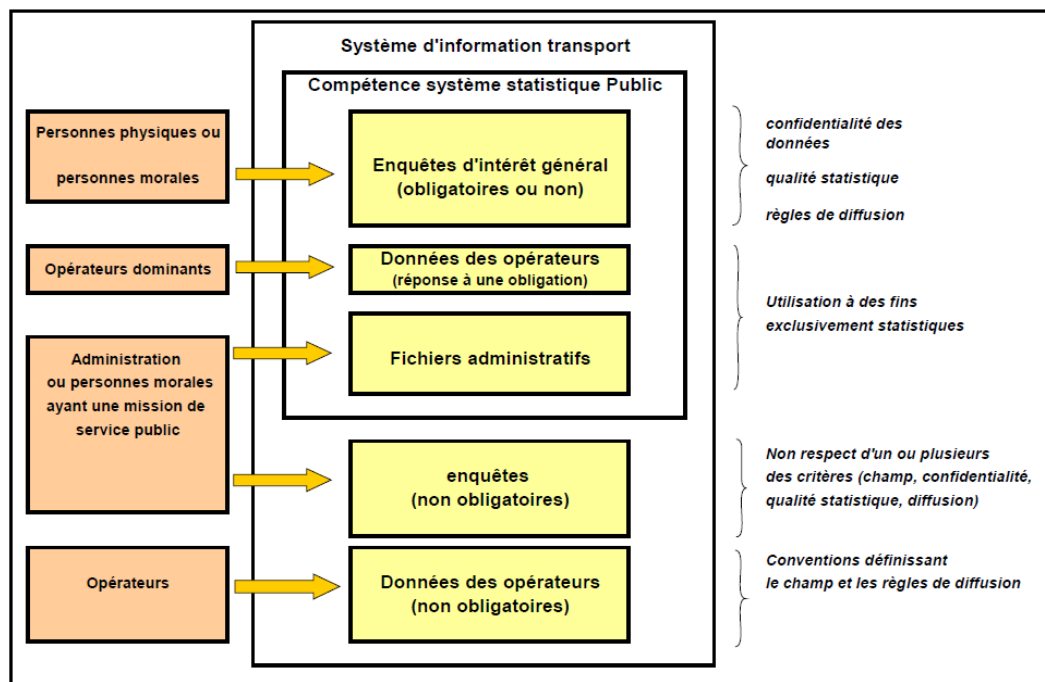 Système d'information transport
Compétence système statistique Public
Personnes physiques ou
personnes morales
Enquêtes d'intérêt général
(obligatoires ou non)
confidentialité des
données
qualité statistique
règles de diffusion
Opérateurs dominants
Données des opérateurs
(réponse à une obligation)
Utilisation à des fins
exclusivement statistiques
Administration
ou personnes morales
ayant une mission de
service public
Fichiers administratifs
enquêtes
(non obligatoires)
Non respect d'un ou plusieurs
des critères (champ, confidentialité,
qualité statistique, diffusion)
Opérateurs
Données des opérateurs
(non obligatoires)
Conventions définissant
le champ et les règles de diffusion